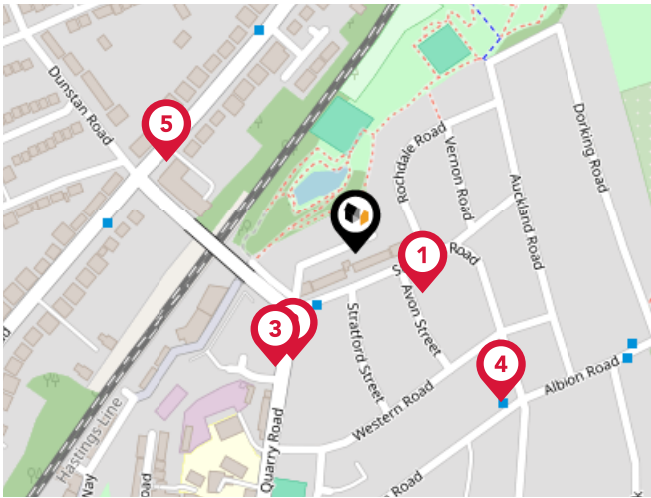 Dunstan Road
5
Rochdale Road
Vernon Road
Dorking Road
Auckland Road
1
Road
S
Avon Street
3
Stratford Street
4
Albion Road
Western Road
Hastings Line
Quarry Road
Road
Way
Road